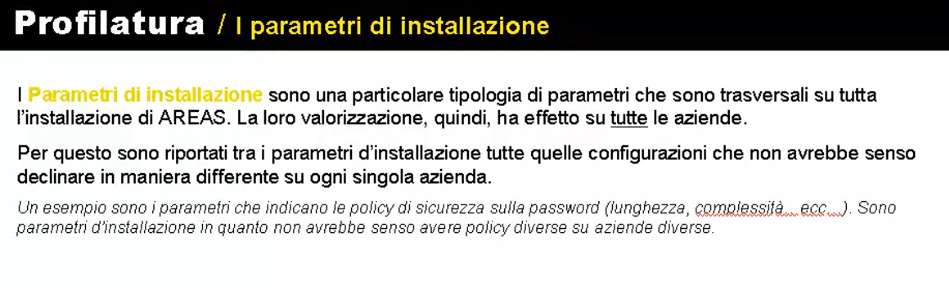 Profilatura / I parametri di installazione
I Parametri di installazione sono una particolare tipologia di parametri che sono trasversali su tutta
l'installazione di AREAS. La loro valorizzazione, quindi, ha effetto su tutte le aziende.
Per questo sono riportati tra i parametri d'installazione tutte quelle configurazioni che non avrebbe senso
declinare in maniera differente su ogni singola azienda.
Un esempio sono i parametri che indicano le policy di sicurezza sulla password (lunghezza, complessità... ecc...). Sono
parametri d'installazione in quanto non avrebbe senso avere policy diverse su aziende diverse.